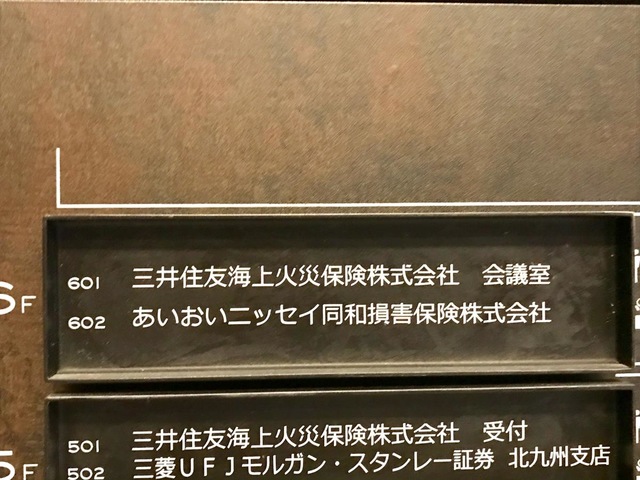 6F
601 三井住友海上火災保険株式会社 会議室
602 あいおいニッセイ同和損害保険株式会社
5F
501 三井住友海上火災保険株式会社 受付
502 三菱UFJモルガン・スタンレー証券 北九州支店